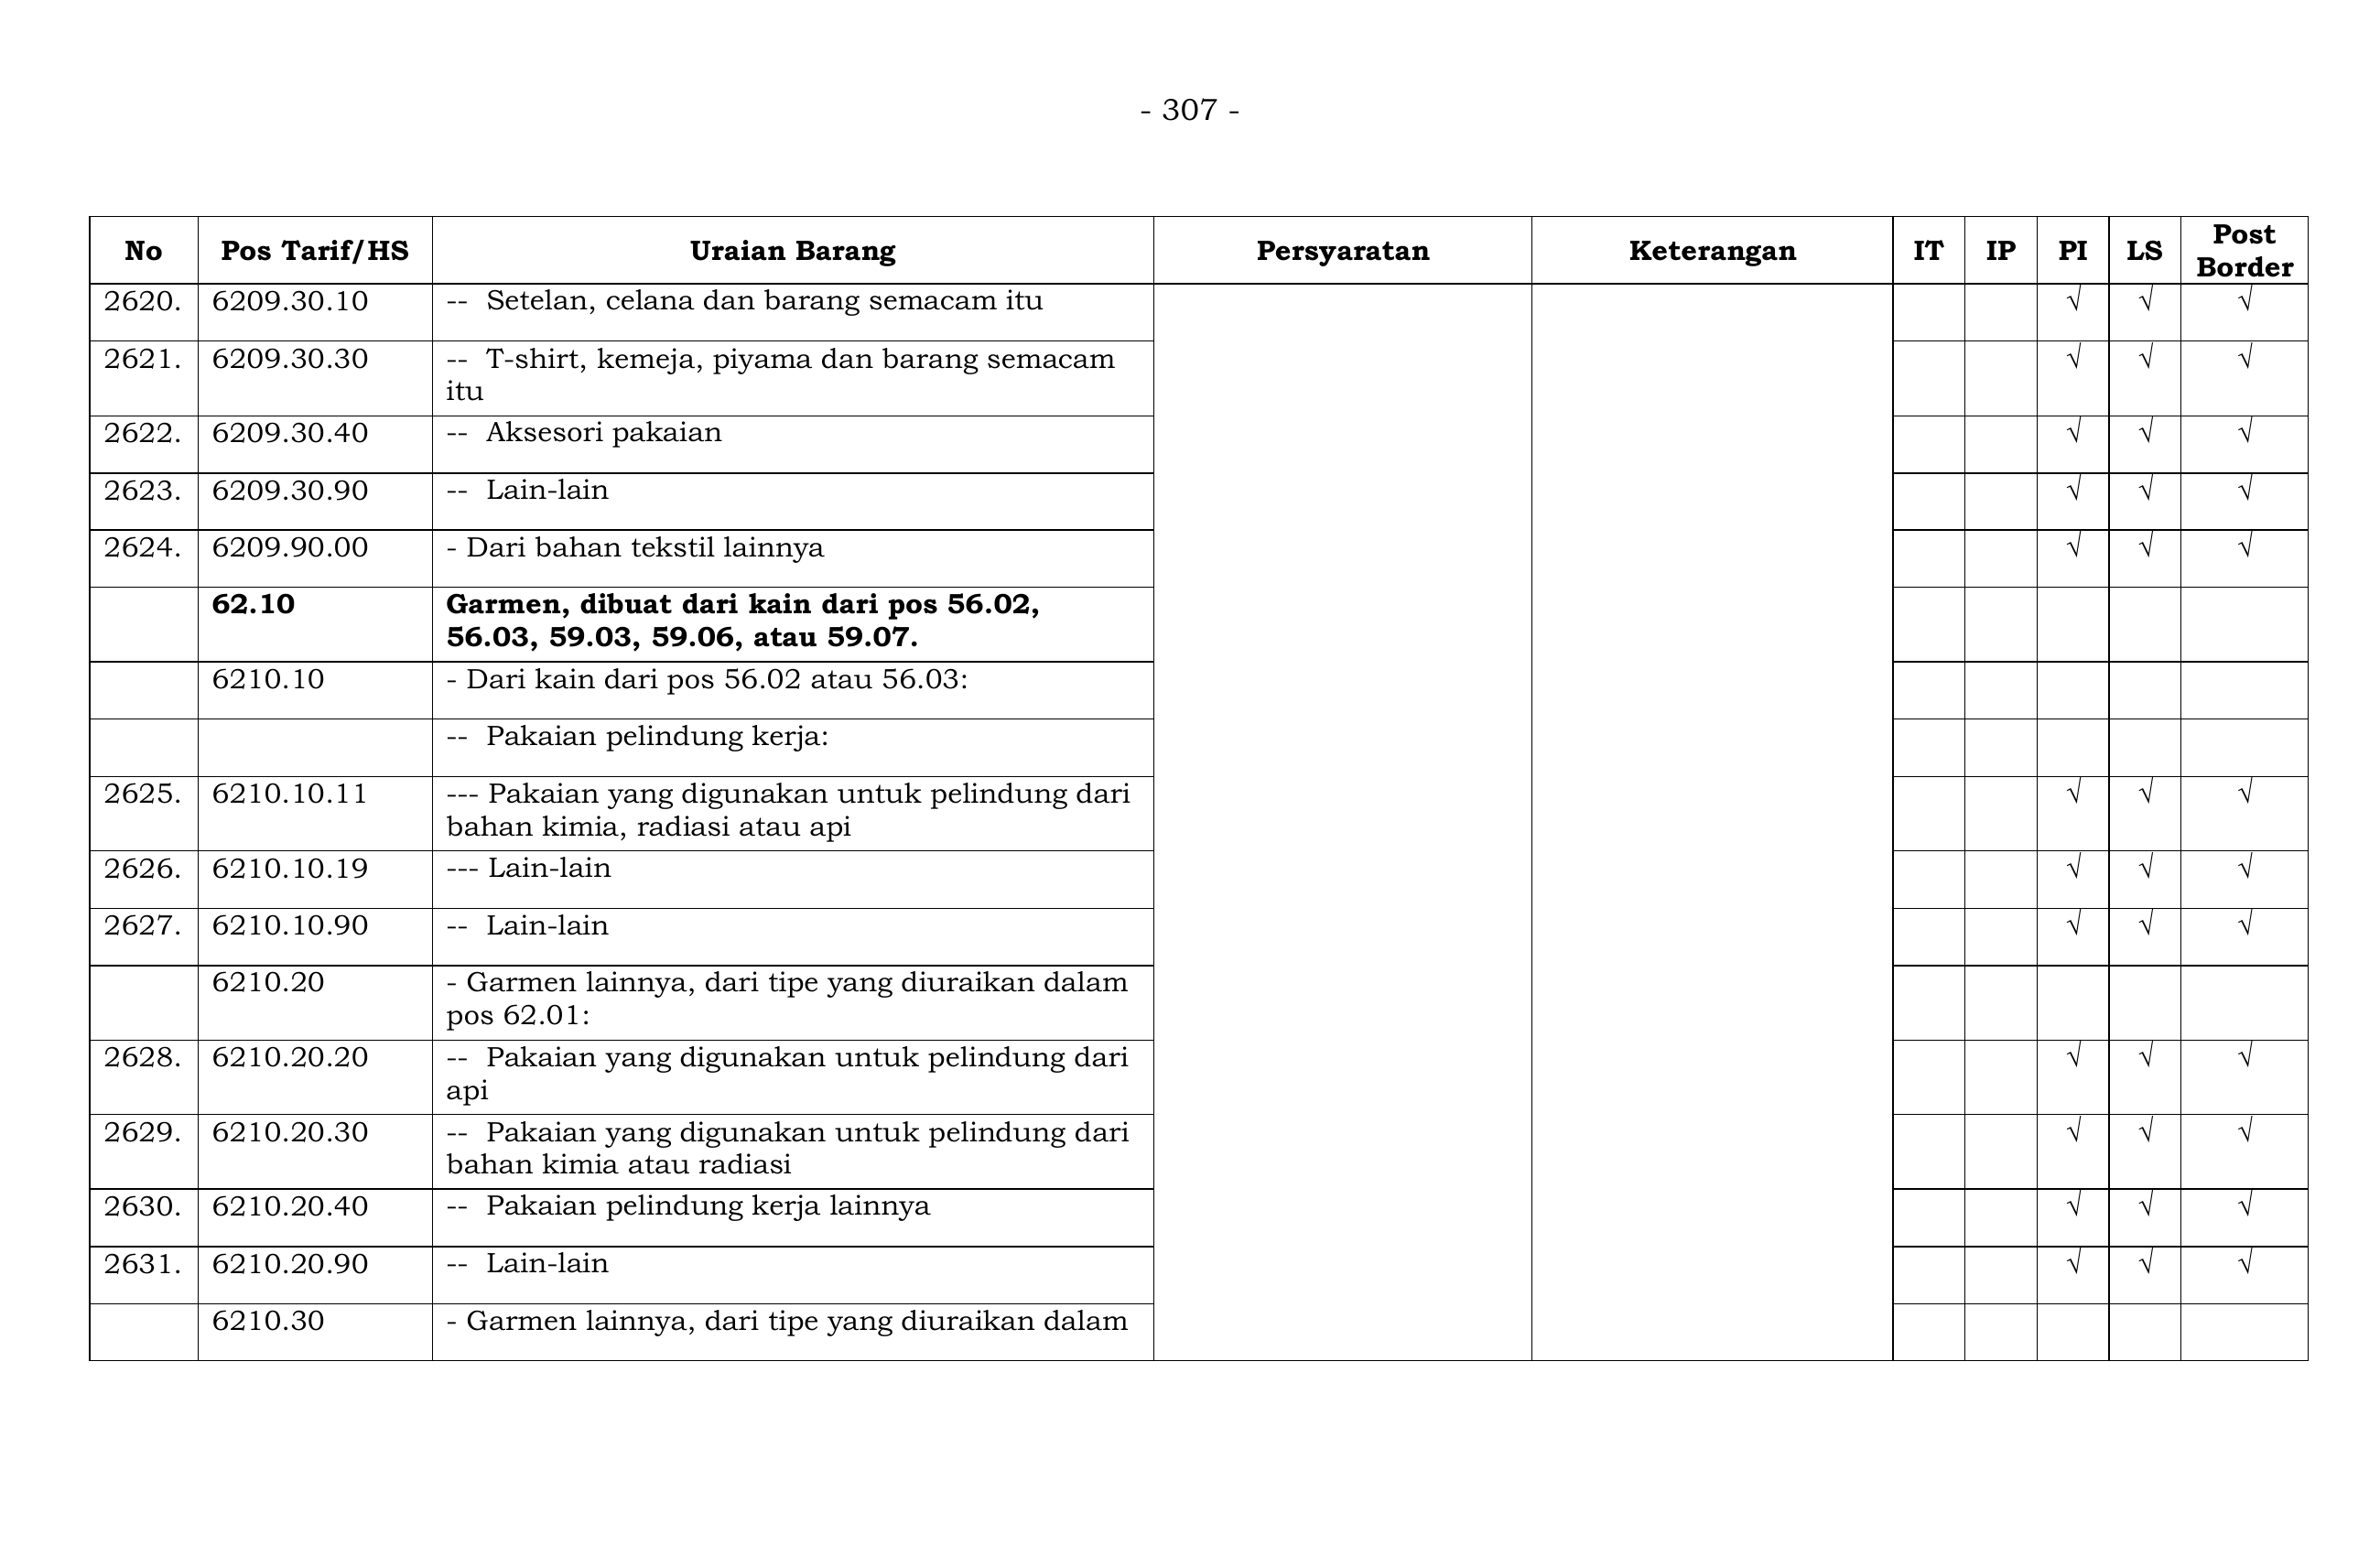 - 307 -
No Pos Tarif/HS Uraian Barang Persyaratan Keterangan IT IP PI LS Post Border
2620. 6209.30.10 -- Setelan, celana dan barang semacam itu √ √ √
2621. 6209.30.30 -- T-shirt, kemeja, piyama dan barang semacam √ √ √
itu
2622. 6209.30.40 -- Aksesori pakaian √ √ √
2623. 6209.30.90 -- Lain-lain √ √ √
2624. 6209.90.00 - Dari bahan tekstil lainnya √ √ √
62.10 Garmen, dibuat dari kain dari pos 56.02,
56.03, 59.03, 59.06, atau 59.07.
6210.10 - Dari kain dari pos 56.02 atau 56.03:
-- Pakaian pelindung kerja:
2625. 6210.10.11 --- Pakaian yang digunakan untuk pelindung dari √ √ √
bahan kimia, radiasi atau api
2626. 6210.10.19 --- Lain-lain √ √ √
2627. 6210.10.90 -- Lain-lain √ √ √
6210.20 - Garmen lainnya, dari tipe yang diuraikan dalam
pos 62.01:
2628. 6210.20.20 -- Pakaian yang digunakan untuk pelindung dari √ √ √
api
2629. 6210.20.30 -- Pakaian yang digunakan untuk pelindung dari √ √ √
bahan kimia atau radiasi
2630. 6210.20.40 -- Pakaian pelindung kerja lainnya √ √ √
2631. 6210.20.90 -- Lain-lain √ √ √
6210.30 - Garmen lainnya, dari tipe yang diuraikan dalam